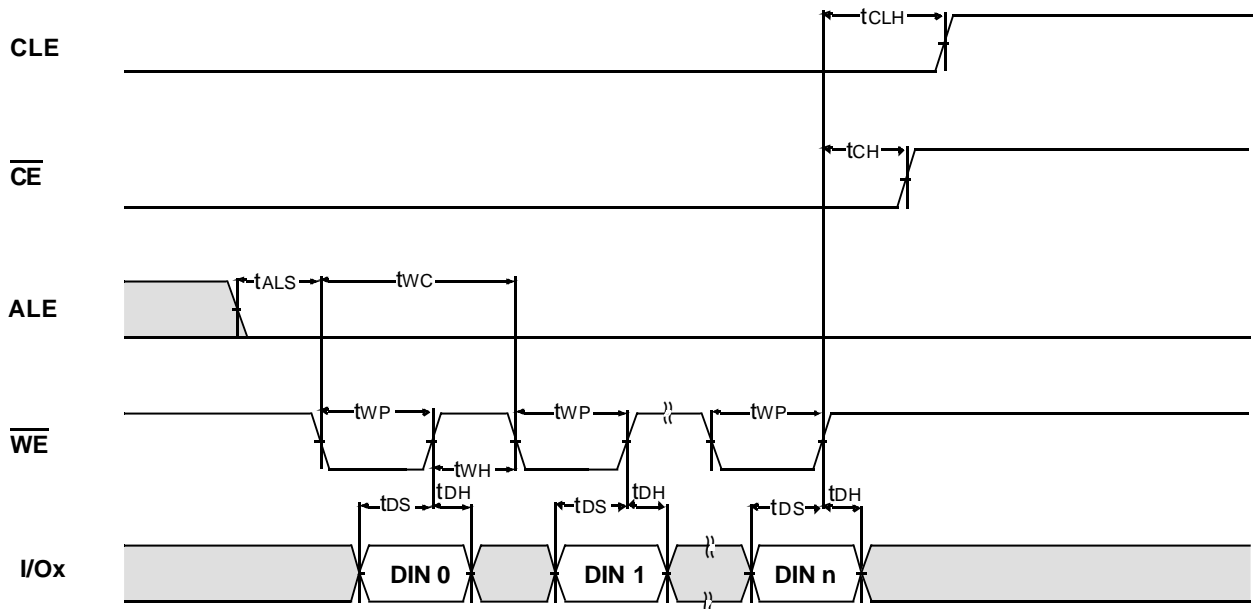 tCLH
CLE
tCH
CE
tALS
tWC
ALE
tWP
tWP
tWP
WE
tWH
tDS
tDH
tDS
tDH
tDS
tDH
I/Ox
DIN 0
DIN 1
DIN n